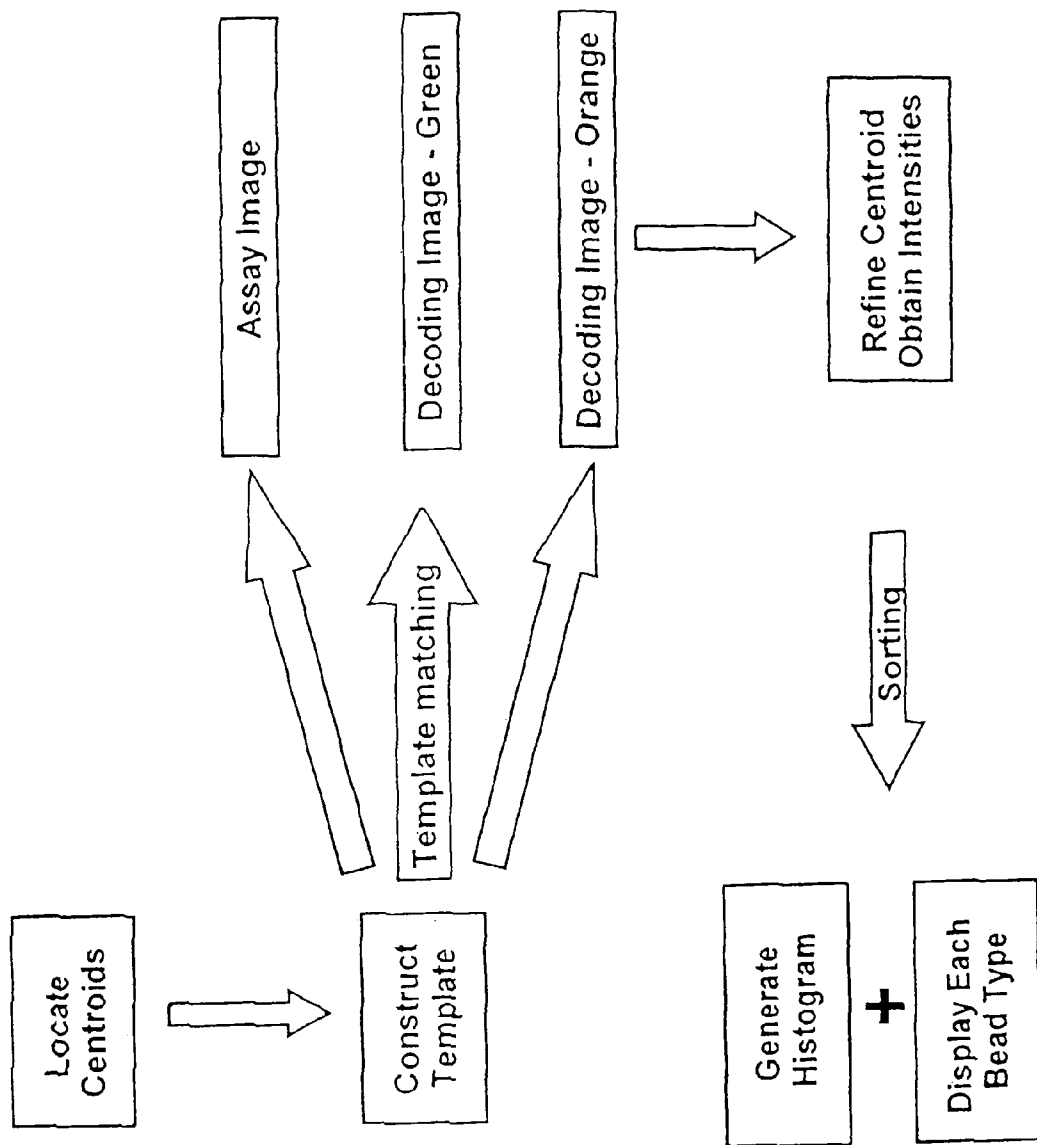 Locate
Centroids
Construct
Template
Template matching
Assay Image
Decoding Image - Green
Decoding Image - Orange
Refine Centroid
Obtain Intensities
Sorting
Generate
Histogram
+
Display Each
Bead Type